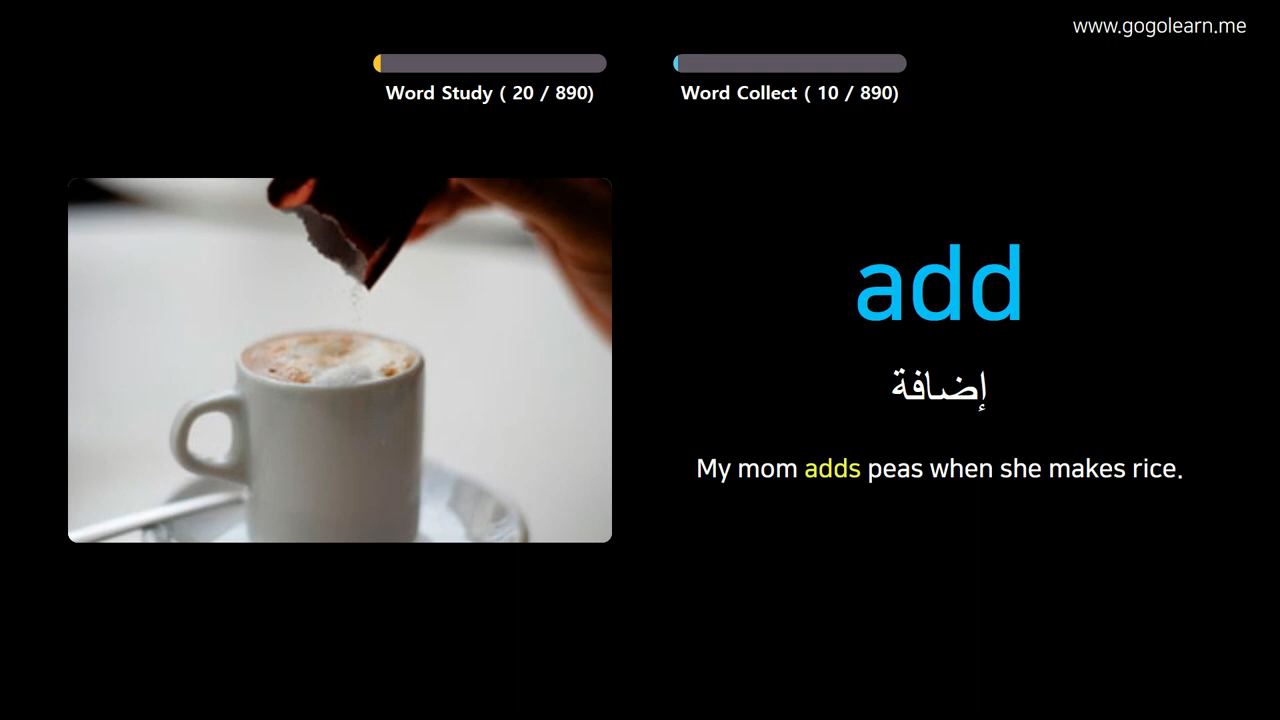 www.gogolearn.me
Word Study ( 20 / 890)
Word Collect ( 10 / 890)
add
إضافة
My mom adds peas when she makes rice.